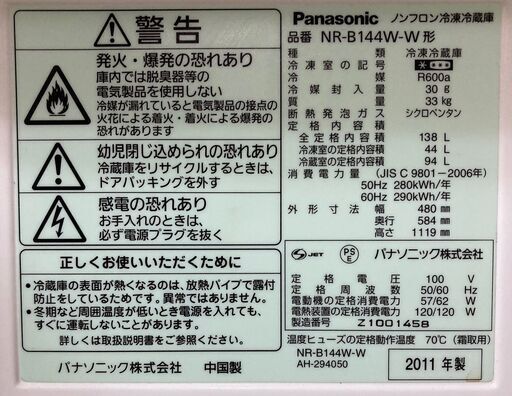 警告
発火・爆発の恐れあり
庫内では脱臭器等の
電気製品を使用しない
冷媒が漏れていると電気製品の接点の
火花による着火・着火による爆発の恐れ
幼児閉じ込められの恐れあり
冷蔵庫をリサイクルするときは、
ドアパッキングを外す
感電の恐れあり
お手入れのときは、
必ず電源プラグを抜く
正しくお使いいただくために
●冷蔵庫の表面が熱くなるのは、放熱パイプで露付
防止をしているためです。異常ではありません。
●冬期など周囲温度が低いとき電源を入れても、
すぐに運転しないことがあります。
詳しくは取扱説明書をごらんください。
パナソニック株式会社 中国製
Panasonic ノンフロン冷凍冷蔵庫
品番 NR-B144W-W 形
種類 冷凍冷蔵庫
冷凍室の記号
冷媒 R600a
冷媒封入量 30 g
質量 33 kg
断熱発泡ガス シクロペンタン
定格内容積
全定格内容積 138 L
冷凍室の定格内容積 44 L
冷蔵室の定格内容積 94 L
消費電力量 (JIS C 9801-2006年)
50Hz 280kWh/年
60Hz 290kWh/年
外形寸法 幅 480 mm
奥行 584 mm
高さ 1119 mm
JET PSE パナソニック株式会社
定格電圧 100 V
定格周波数 50/60 Hz
電動機の定格消費電力 57/62 W
電熱装置の定格消費電力 120/120 W
製造番号 Z1001458
温度ヒューズの定格動作温度 70℃ (霜取用)
NR-B144W-W
AH-294050
2011 年製